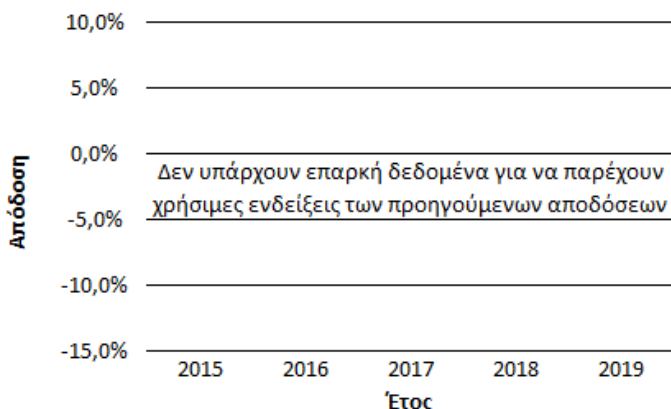 10,0%
5,0%
0,0%
Δεν υπάρχουν επαρκή δεδομένα για να παρέχουν
χρήσιμες ενδείξεις των προηγούμενων αποδόσεων
-5,0%
-10,0%
-15,0%
Απόδοση
2015 2016 2017 2018 2019
Έτος